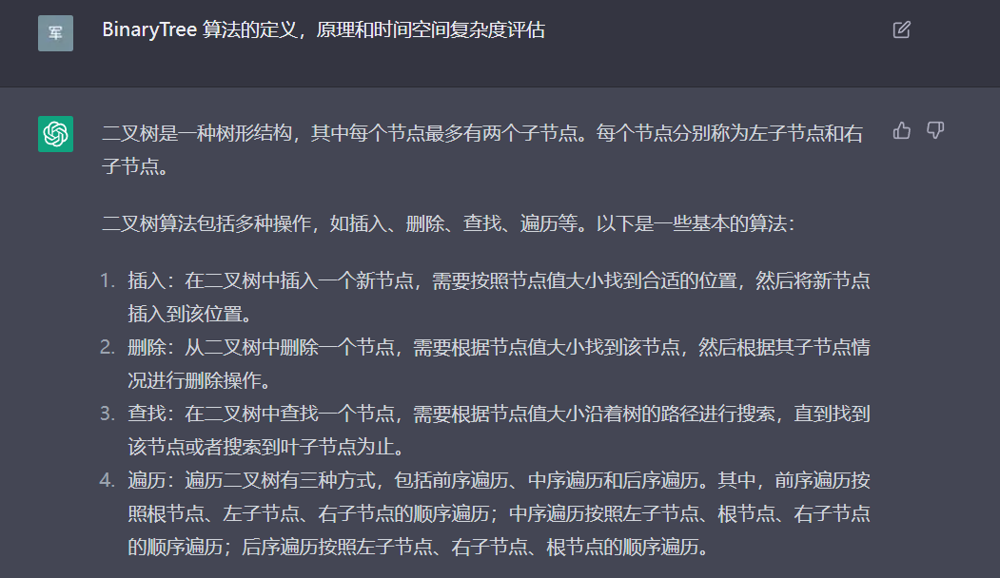 军
BinaryTree 算法的定义，原理和时间空间复杂度评估
二叉树是一种树形结构，其中每个节点最多有两个子节点。每个节点分别称为左子节点和右
子节点。
二叉树算法包括多种操作，如插入、删除、查找、遍历等。以下是一些基本的算法：
1. 插入：在二叉树中插入一个新节点，需要按照节点值大小找到合适的位置，然后将新节点
插入到该位置。
2. 删除：从二叉树中删除一个节点，需要根据节点值大小找到该节点，然后根据其子节点情
况进行删除操作。
3. 查找：在二叉树中查找一个节点，需要根据节点值大小沿着树的路径进行搜索，直到找到
该节点或者搜索到叶子节点为止。
4. 遍历：遍历二叉树有三种方式，包括前序遍历、中序遍历和后序遍历。其中，前序遍历按
照根节点、左子节点、右子节点的顺序遍历；中序遍历按照左子节点、根节点、右子节点
的顺序遍历；后序遍历按照左子节点、右子节点、根节点的顺序遍历。